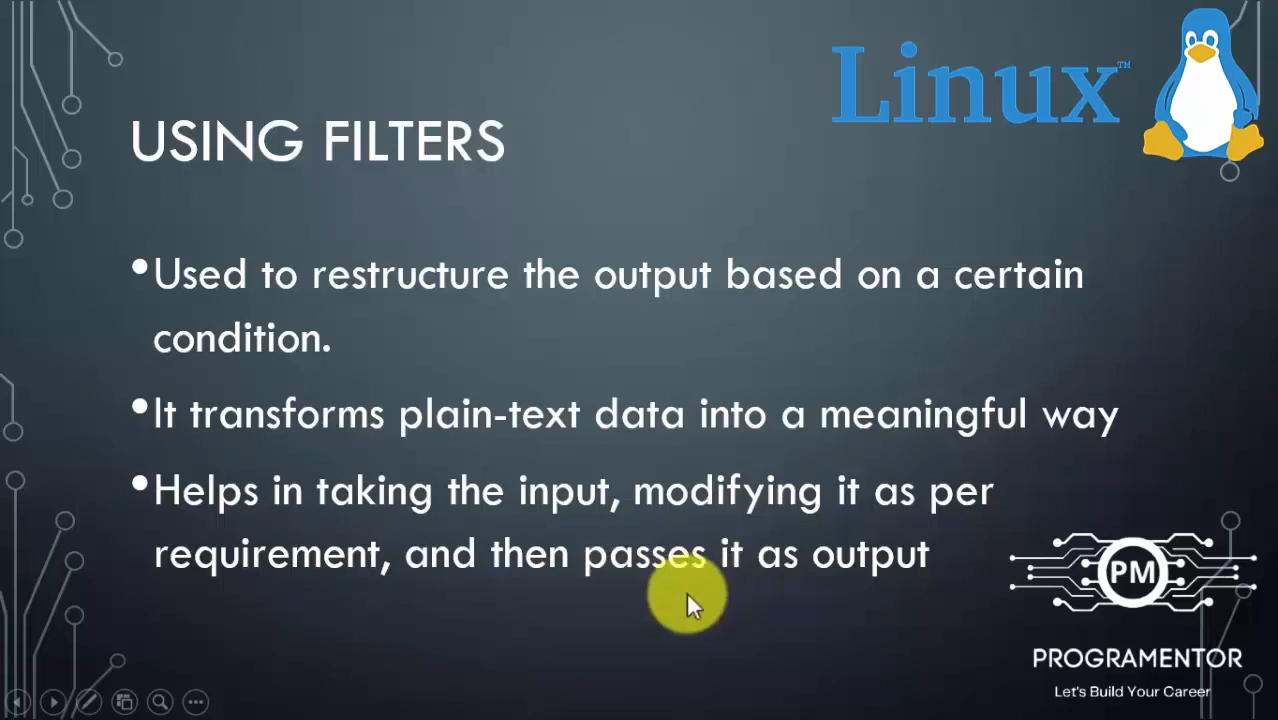 Linux™
USING FILTERS
•Used to restructure the output based on a certain
condition.
•It transforms plain-text data into a meaningful way
•Helps in taking the input, modifying it as per
requirement, and then passes it as output
PM
PROGRAMENTOR
Let's Build Your Career